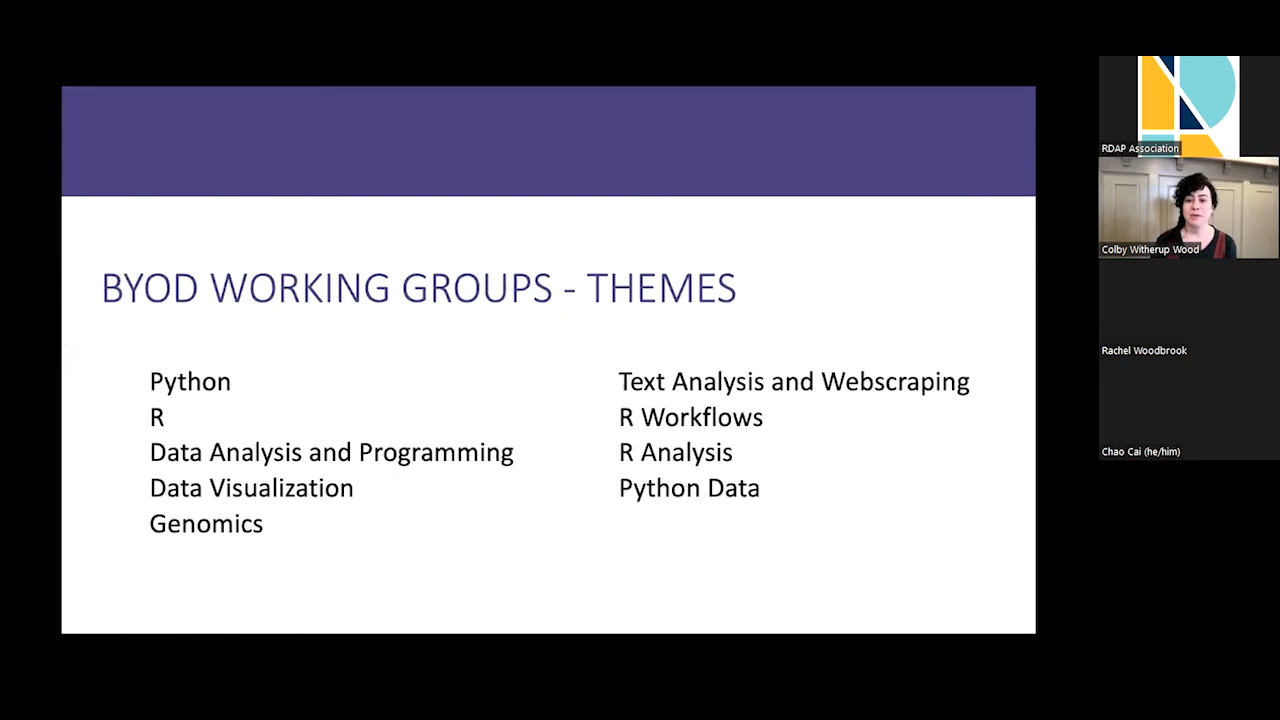 BYOD WORKING GROUPS - THEMES
Python
R
Data Analysis and Programming
Data Visualization
Genomics
Text Analysis and Webscraping
R Workflows
R Analysis
Python Data
RDAP Association
Colby Witherup Wood
Rachel Woodbrook
Chao Cai (he/him)